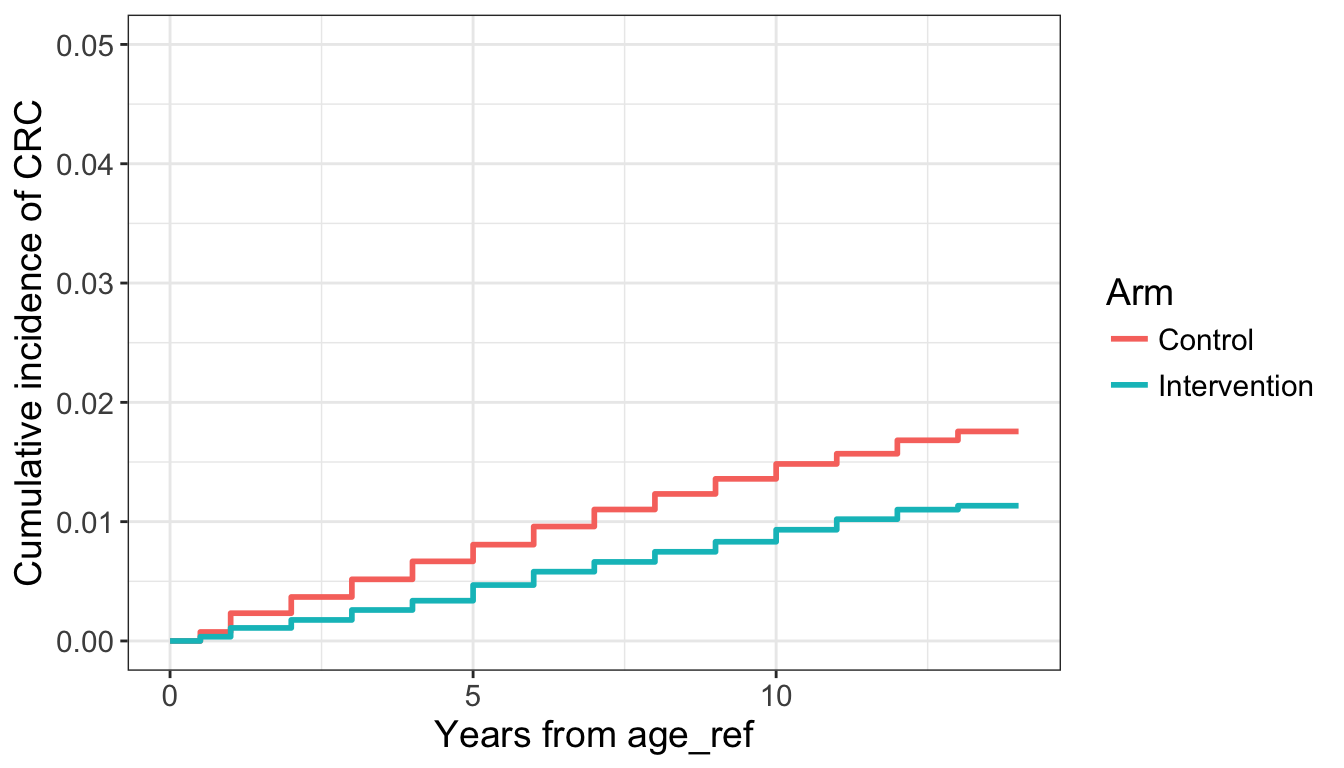 Cumulative incidence of CRC
0.05
0.04
0.03
0.02
0.01
0.00
0
5
10
Years from age_ref
Arm
Control
Intervention